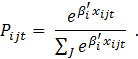 P_{ijt} = \frac{e^{\beta_i' x_{ijt}}}{\sum_J e^{\beta_i' x_{ijt}}} .